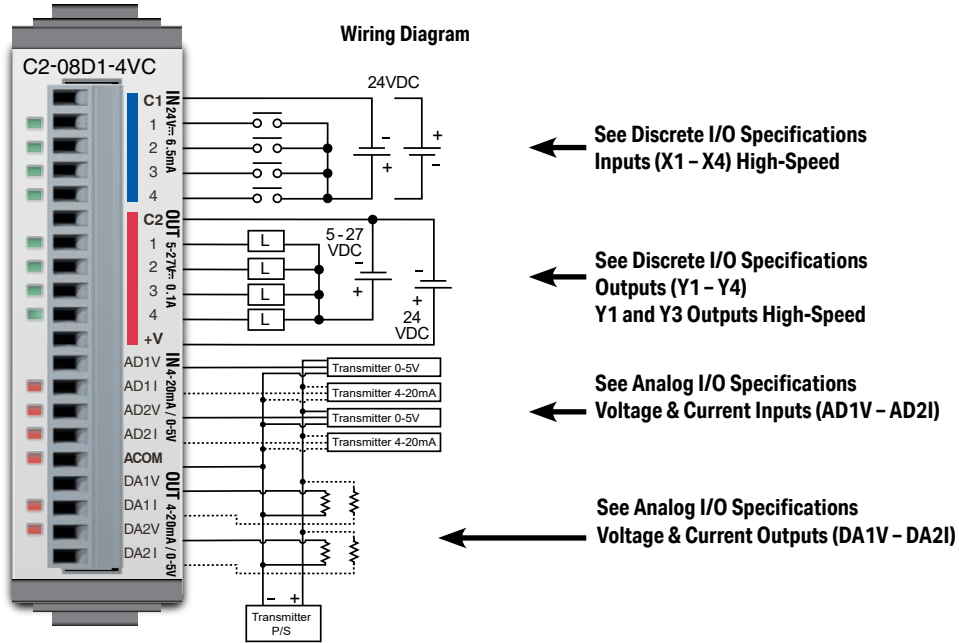 Wiring Diagram
C2-08D1-4VC
24VDC
C1
1
2
3
4
IN 24V⎓ 6.5mA
- +
+ -
See Discrete I/O Specifications
Inputs (X1 – X4) High-Speed
C2
1
2
3
4
+V
OUT 5-27V⎓ 0.1A
L
L
L
L
5-27
VDC
- -
+ +
24
VDC
See Discrete I/O Specifications
Outputs (Y1 – Y4)
Y1 and Y3 Outputs High-Speed
AD1V
AD1I
AD2V
AD2I
ACOM
IN 4-20mA / 0-5V
Transmitter 0-5V
Transmitter 4-20mA
Transmitter 0-5V
Transmitter 4-20mA
See Analog I/O Specifications
Voltage & Current Inputs (AD1V – AD2I)
DA1V
DA1I
DA2V
DA2I
OUT 4-20mA / 0-5V
See Analog I/O Specifications
Voltage & Current Outputs (DA1V – DA2I)
- +
Transmitter
P/S